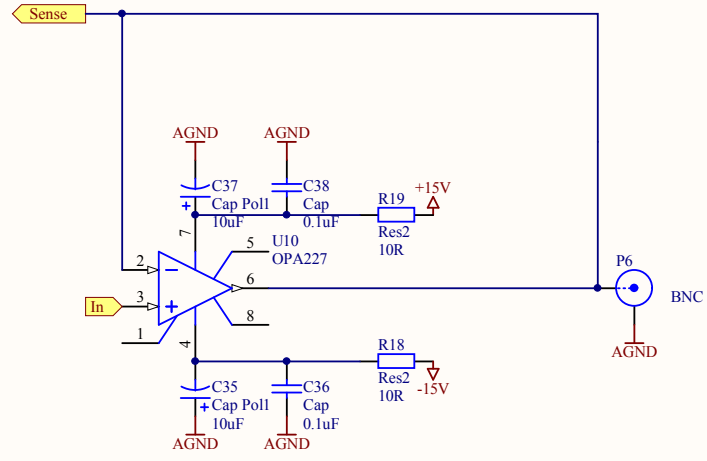 Sense
AGND
AGND
C37
Cap Pol1
10uF
C38
Cap
0.1uF
R19
Res2
10R
+15V
7
U10
OPA227
5
2
6
3
In
1
8
4
P6
BNC
AGND
R18
Res2
10R
-15V
C35
Cap Pol1
10uF
C36
Cap
0.1uF
AGND
AGND